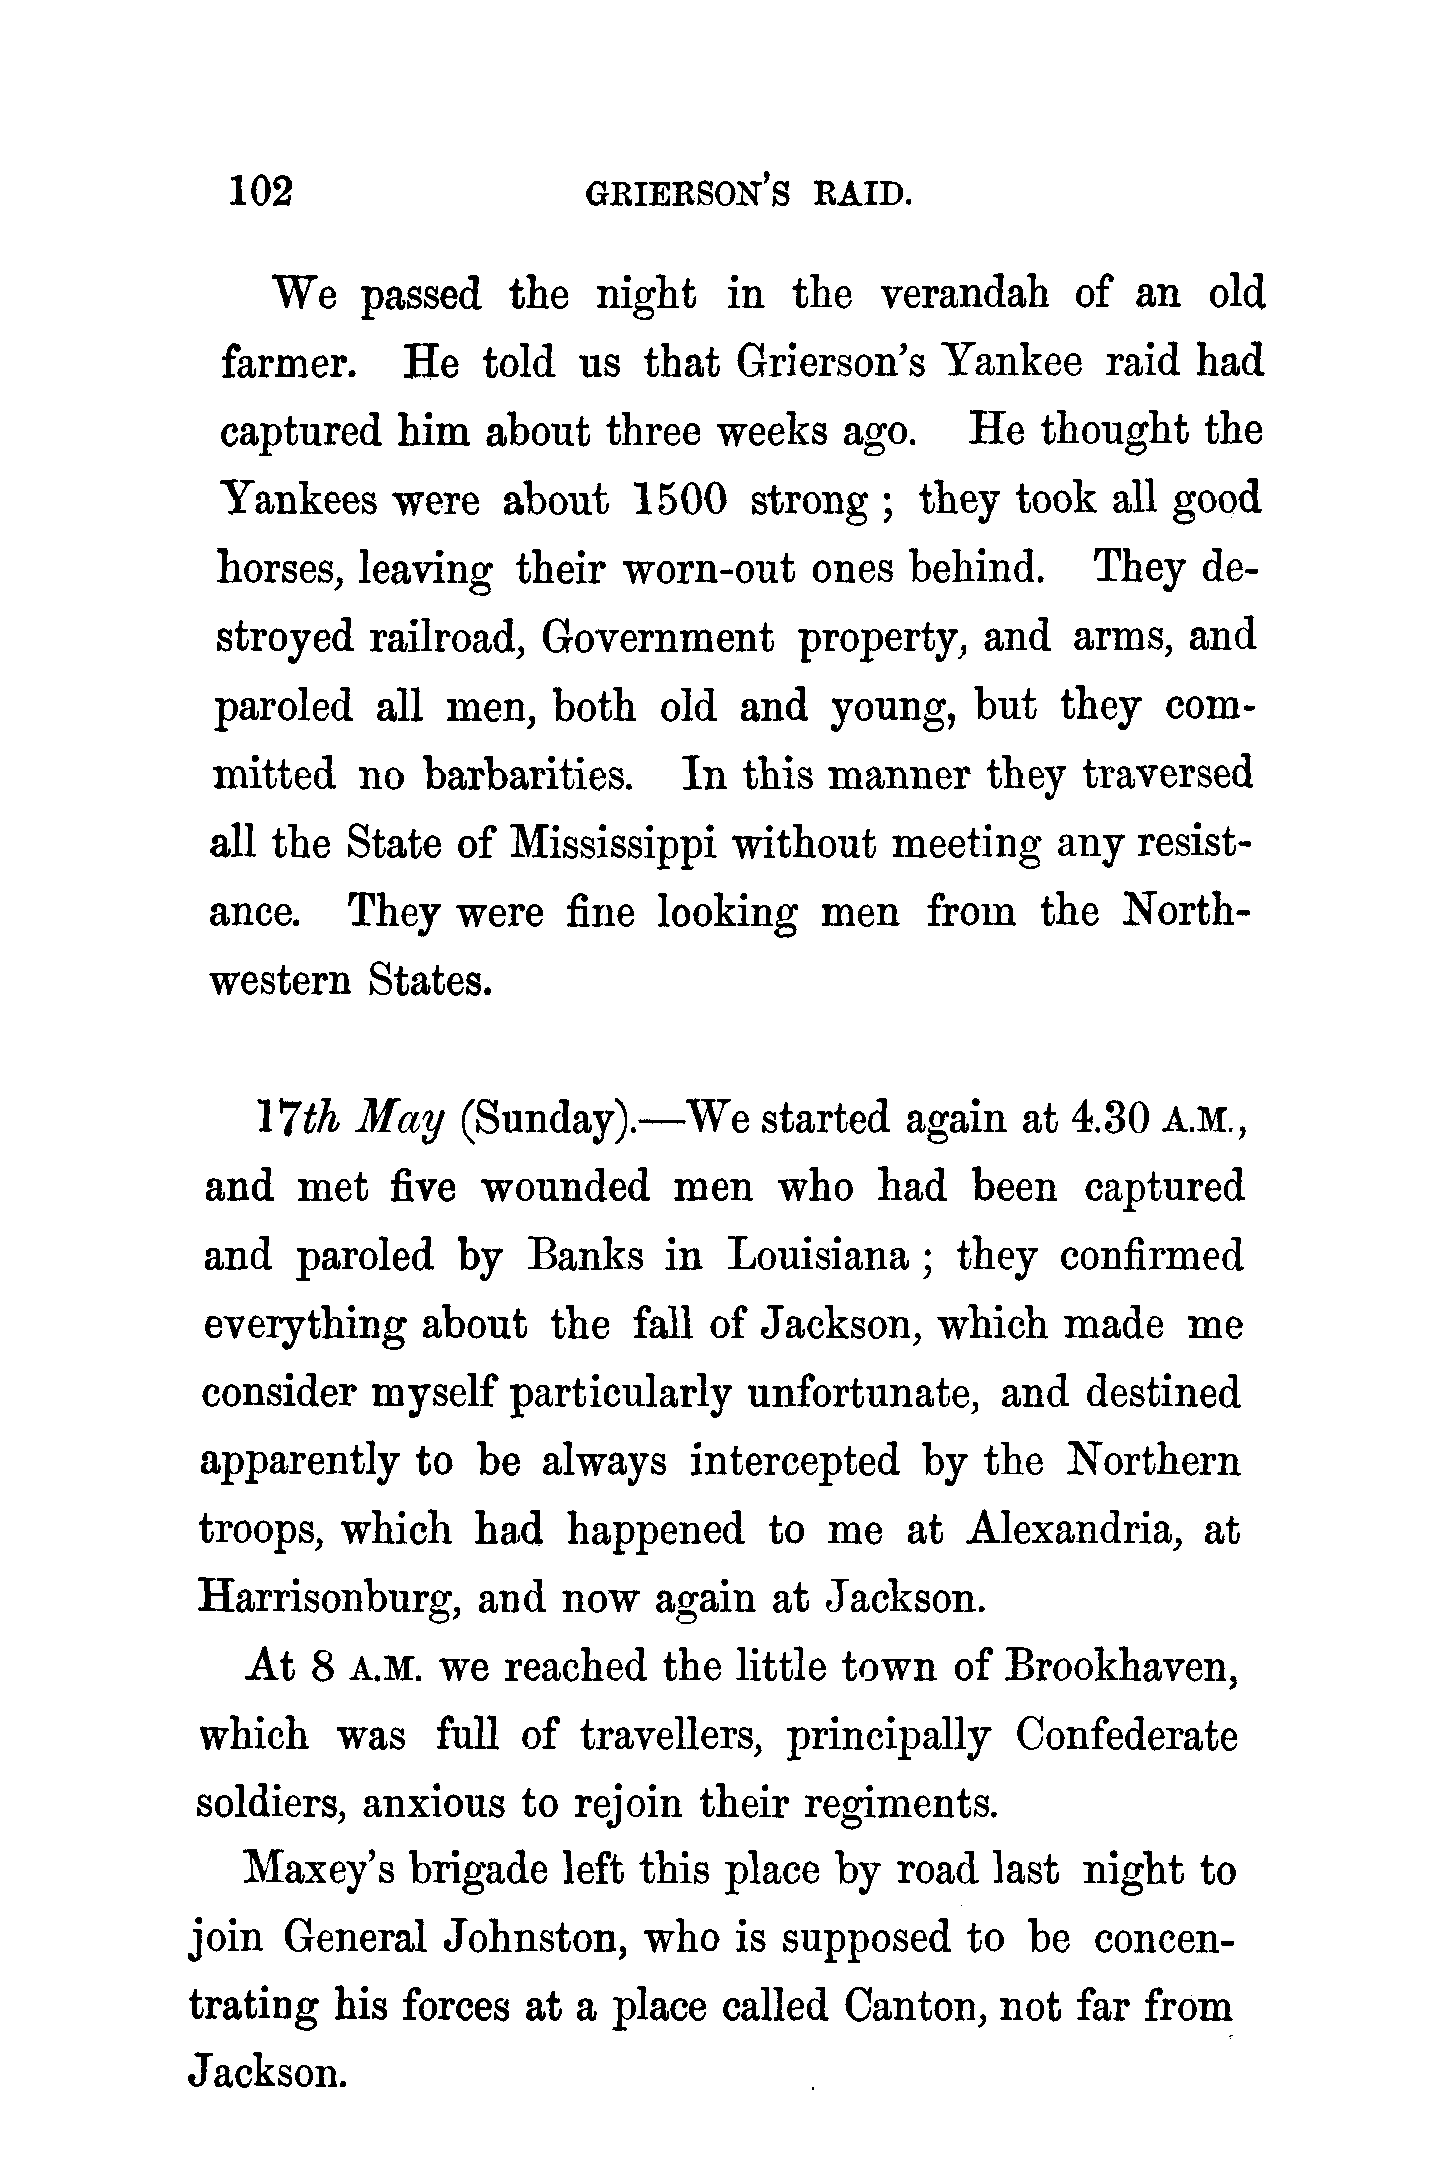 102 GRIERSON'S RAID.
We passed the night in the verandah of an old
farmer. He told us that Grierson's Yankee raid had
captured him about three weeks ago. He thought the
Yankees were about 1500 strong ; they took all good
horses, leaving their worn-out ones behind. They de-
stroyed railroad, Government property, and arms, and
paroled all men, both old and young, but they com-
mitted no barbarities. In this manner they traversed
all the State of Mississippi without meeting any resist-
ance. They were fine looking men from the North-
western States.
17th May (Sunday).—We started again at 4.30 A.M.,
and met five wounded men who had been captured
and paroled by Banks in Louisiana ; they confirmed
everything about the fall of Jackson, which made me
consider myself particularly unfortunate, and destined
apparently to be always intercepted by the Northern
troops, which had happened to me at Alexandria, at
Harrisonburg, and now again at Jackson.
At 8 A.M. we reached the little town of Brookhaven,
which was full of travellers, principally Confederate
soldiers, anxious to rejoin their regiments.
Maxey's brigade left this place by road last night to
join General Johnston, who is supposed to be concen-
trating his forces at a place called Canton, not far from
Jackson.